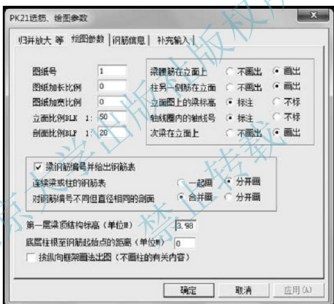 PK21选筋、绘图参数
归并放大 等 绘图参数 钢筋信息 补充输入
图纸号 1
图纸加长比例 0
图纸加宽比例 0
立面比例BLK 1: 50
剖面比例BLP 1: 20
梁腰筋在立面上 不画出 画出
柱另一侧筋在立面 不画出 画出
立面图上的梁标高 标注 不标
轴线圈内的轴线号 标注 不标
次梁在立面上 不画出 画出
梁钢筋编号并给出钢筋表
连续梁或柱的钢筋表 一起画 分开画
对钢筋编号不同但直径相同的剖面 合并画 分开画
第一层梁顶结构标高（单位M） 3.98
底层柱根至钢筋起始点的距离（单位M） 0
按纵向框架画法出图（不画柱的有关内容）
确定 取消 应用(A)